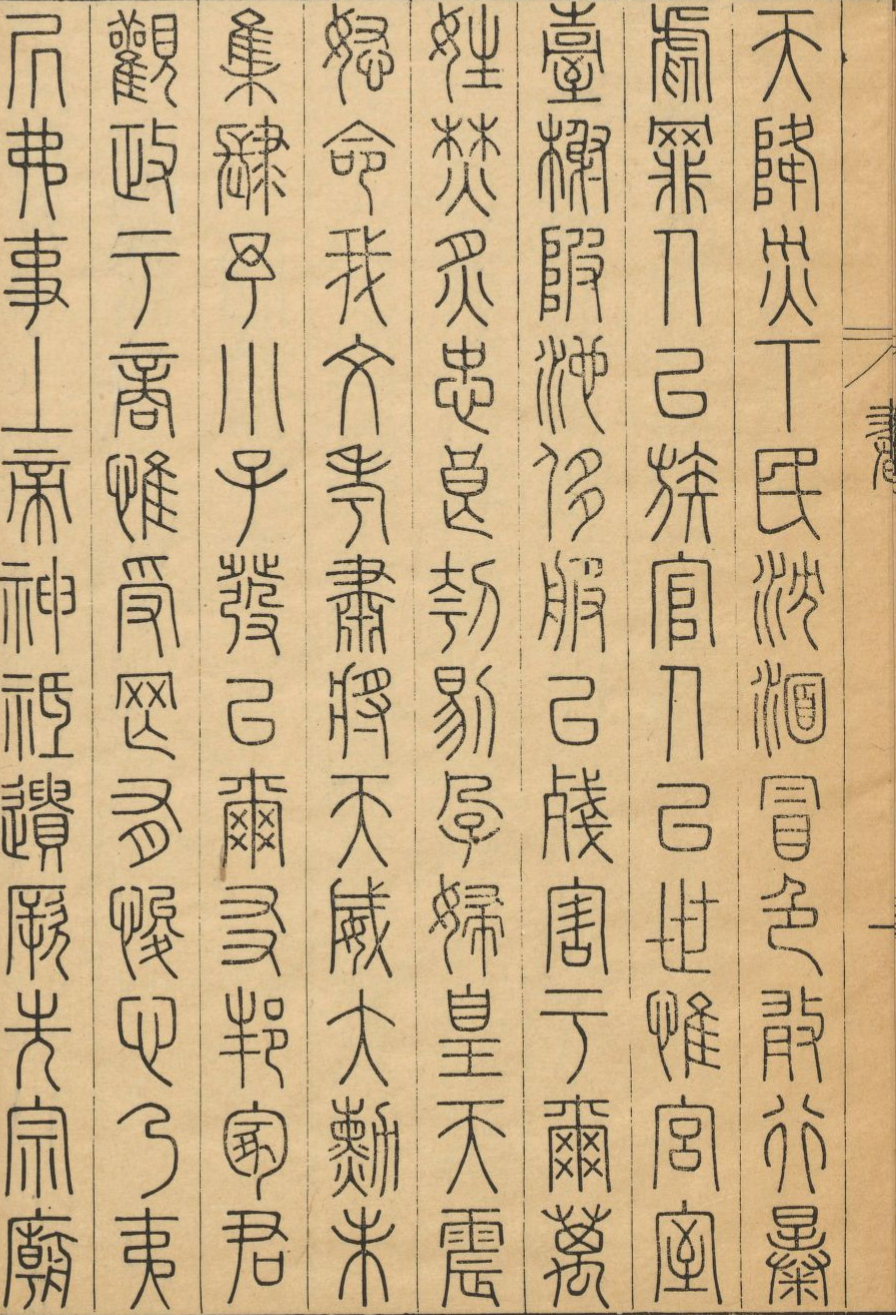 天降災下民沈湎冒色敢行暴
虐罪人以族官人以世惟宮室
臺榭陂池侈服以殘害于爾萬
姓焚炙忠良刳剔孕婦皇天震
怒命我文考肅將天威大勳未
集肆予小子發以爾友邦冢君
觀政于商惟受罔有悛心乃夷
凥弗事上帝神祇遺厥先宗廟
書